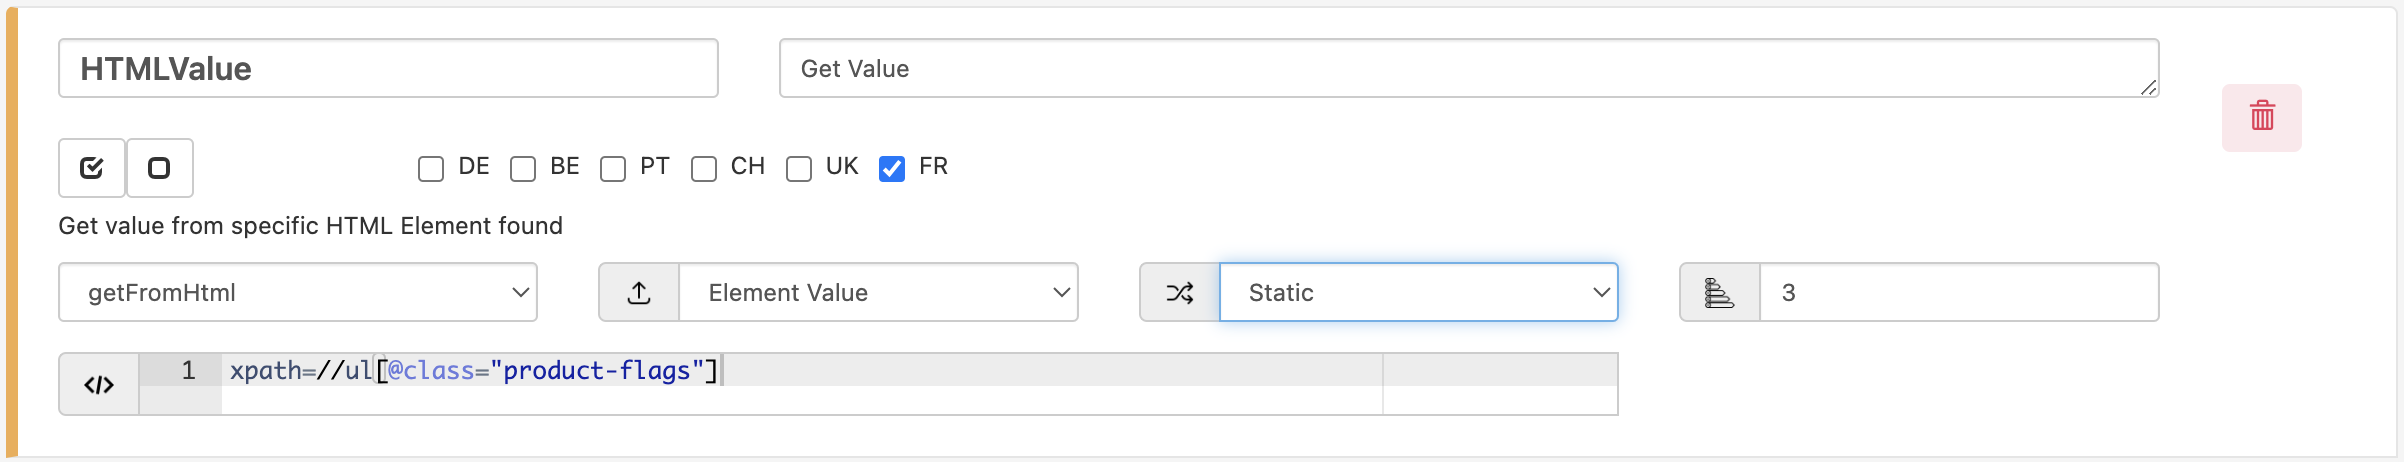 HTMLValue
Get Value
DE BE PT CH UK FR
Get value from specific HTML Element found
getFromHtml
Element Value
Static
3
1 xpath=//ul[@class="product-flags"]